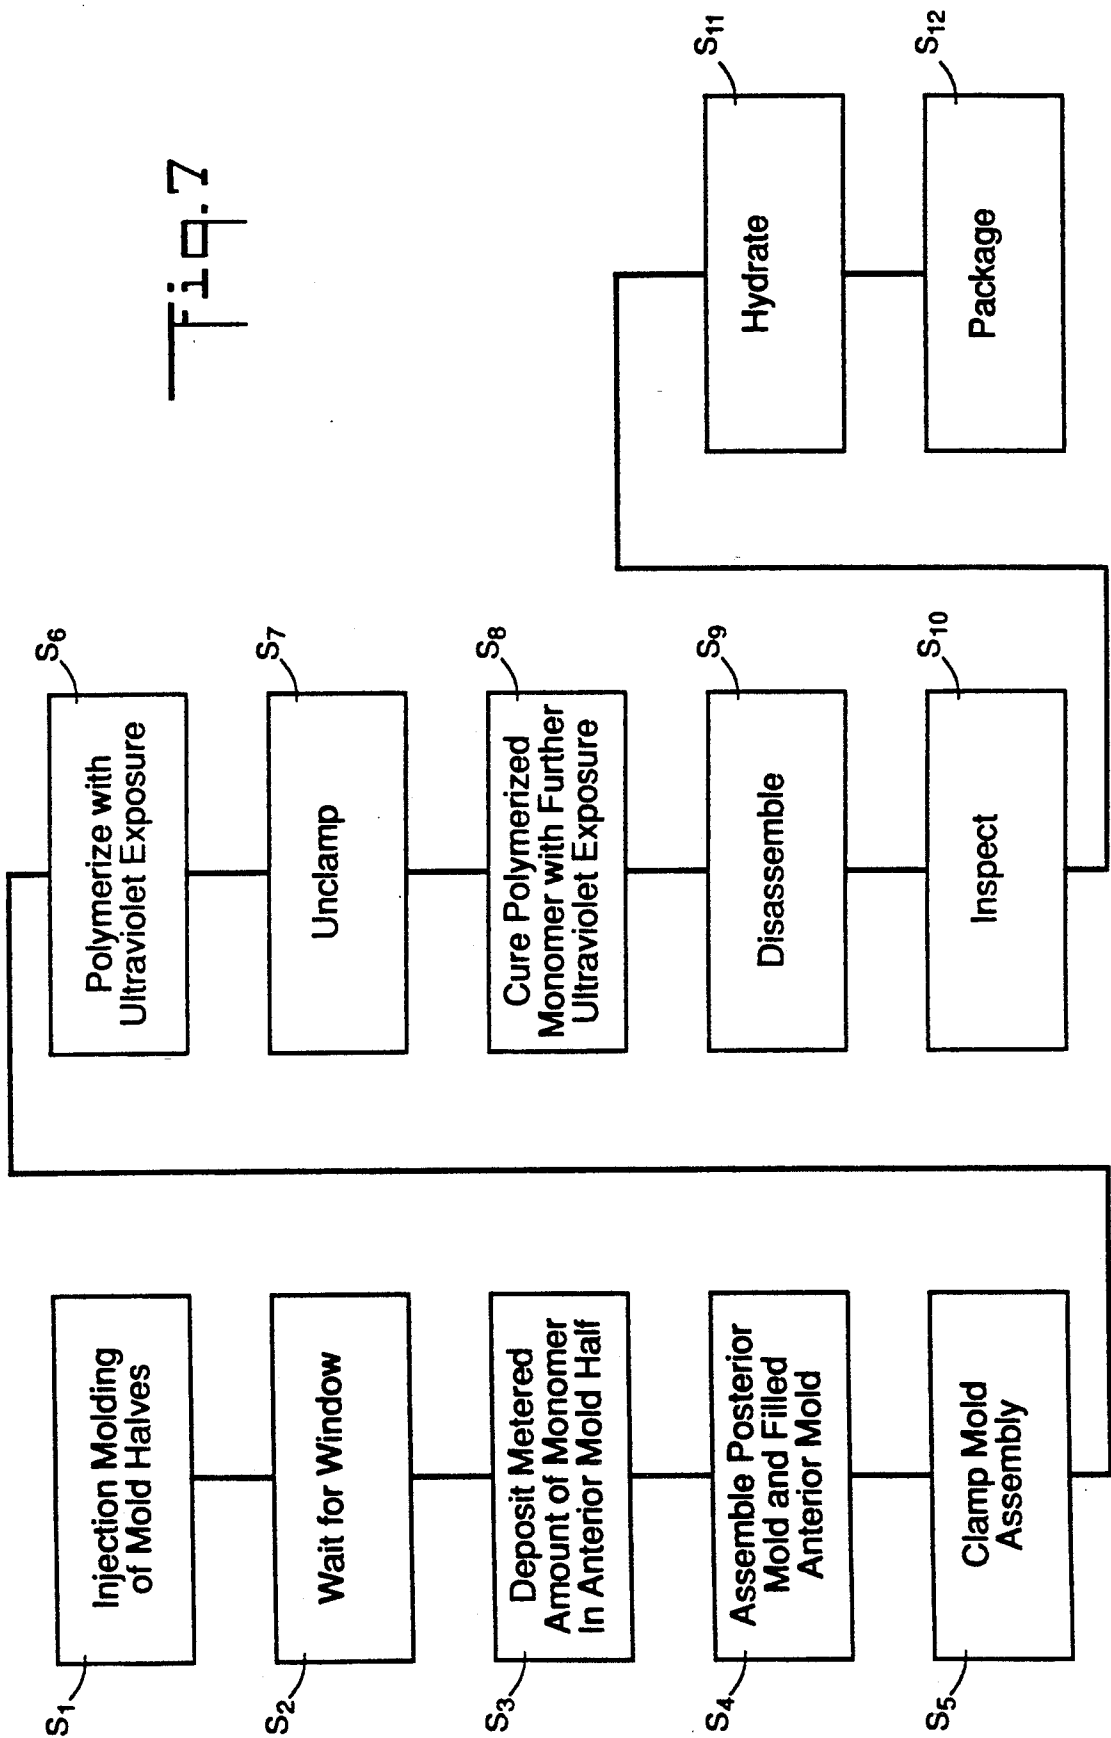 Fig.7
S1
Injection Molding
of Mold Halves
S2
Wait for Window
S3
Deposit Metered
Amount of Monomer
In Anterior Mold Half
S4
Assemble Posterior
Mold and Filled
Anterior Mold
S5
Clamp Mold
Assembly
S6
Polymerize with
Ultraviolet Exposure
S7
Unclamp
S8
Cure Polymerized
Monomer with Further
Ultraviolet Exposure
S9
Disassemble
S10
Inspect
S11
Hydrate
S12
Package